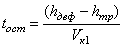 t_ост = (h_деф − h_тр) / V_к1